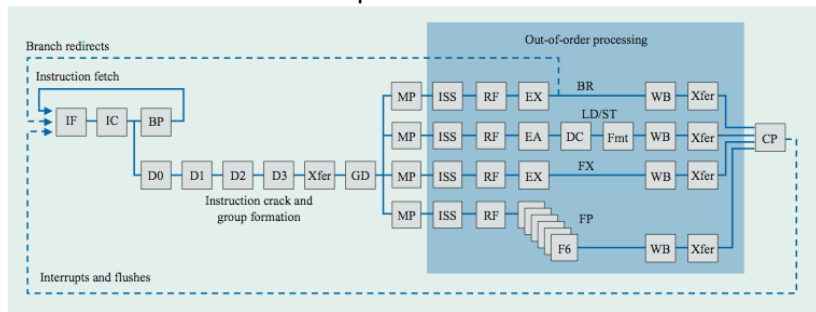 Out-of-order processing
Branch redirects
Instruction fetch
IF
IC
BP
D0
D1
D2
D3
Xfer
GD
Instruction crack and
group formation
MP
ISS
RF
EX
BR
WB
Xfer
LD/ST
MP
ISS
RF
EA
DC
Fmt
WB
Xfer
CP
FX
MP
ISS
RF
EX
WB
Xfer
MP
ISS
RF
FP
F6
WB
Xfer
Interrupts and flushes